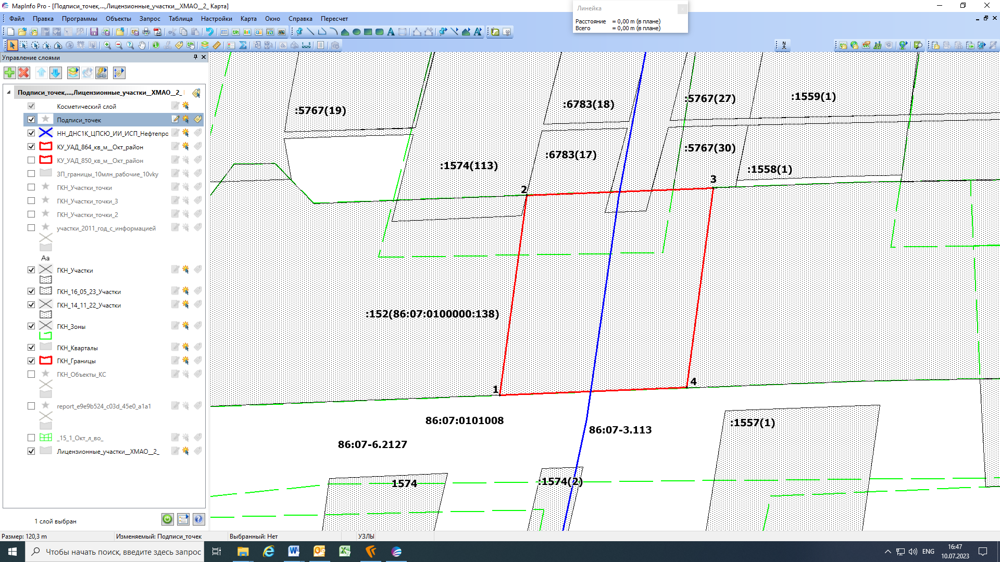 MapInfo Pro - [Подписи_точек,...,Лицензионные_участки__ХМАО__2_ Карта]
Файл Правка Программы Объекты Запрос Таблица Настройки Карта Окно Справка Пересчет
Линейка
Расстояние = 0,00 m (в плане)
Всего = 0,00 m (в плане)
Управление слоями
Подписи_точек,...,Лицензионные_участки__ХМАО__2_
Косметический слой
Подписи_точек
НН_ДНС1К_ЦПСЮ_ИИ_ИСП_Нефтепро
КУ_УАД_864_кв_м__Окт_район
КУ_УАД_850_кв_м__Окт_район
ЗП_границы_10млн_рабочие_10vky
ГКН_Участки_точки
ГКН_Участки_точки_3
ГКН_Участки_точки_2
участки_2011_год_с_информацией
Aa
ГКН_Участки
ГКН_16_05_23_Участки
ГКН_14_11_22_Участки
ГКН_Зоны
ГКН_Кварталы
ГКН_Границы
ГКН_Объекты_КС
report_e9e9b524_c03d_45e0_a1a1
_15_1_Окт_л_во_
Лицензионные_участки__ХМАО__2_
1 слой выбран
N
:5767(19)
:6783(18)
:5767(27)
:1559(1)
:1574(113)
:6783(17)
:5767(30)
:1558(1)
2
3
:152(86:07:0100000:138)
1
4
86:07:0101008
86:07-3.113
:1557(1)
86:07-6.2127
1574
:1574(2)
Размер: 120,3 m Изменяемый: Подписи_точек Выбранный: Нет УЗЛЫ
Чтобы начать поиск, введите здесь запрос
ENG
16:47
10.07.2023